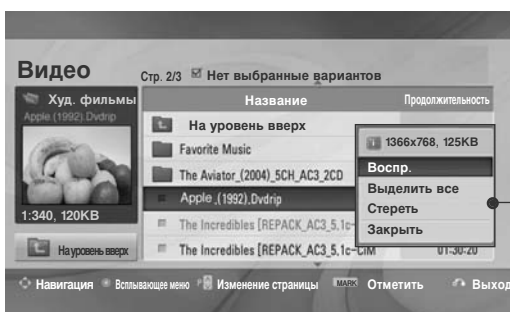 Видео
Стр. 2/3 Нет выбранные вариантов
Худ. фильмы
Apple.(1992).Dvdrip
1:340, 120KB
На уровень вверх
Название Продолжительность
На уровень вверх
Favorite Music
The Aviator_(2004)_5CH_AC3_2CD
Apple_(1992).Dvdrip
The Incredibles [REPACK_AC3_5,1c-
The Incredibles [REPACK_AC3_5,1c-CiM 01:30:20
1366x768, 125KB
Воспр.
Выделить все
Стереть
Закрыть
Навигация Всплывающее меню Изменение страницы MARK Отметить Выход